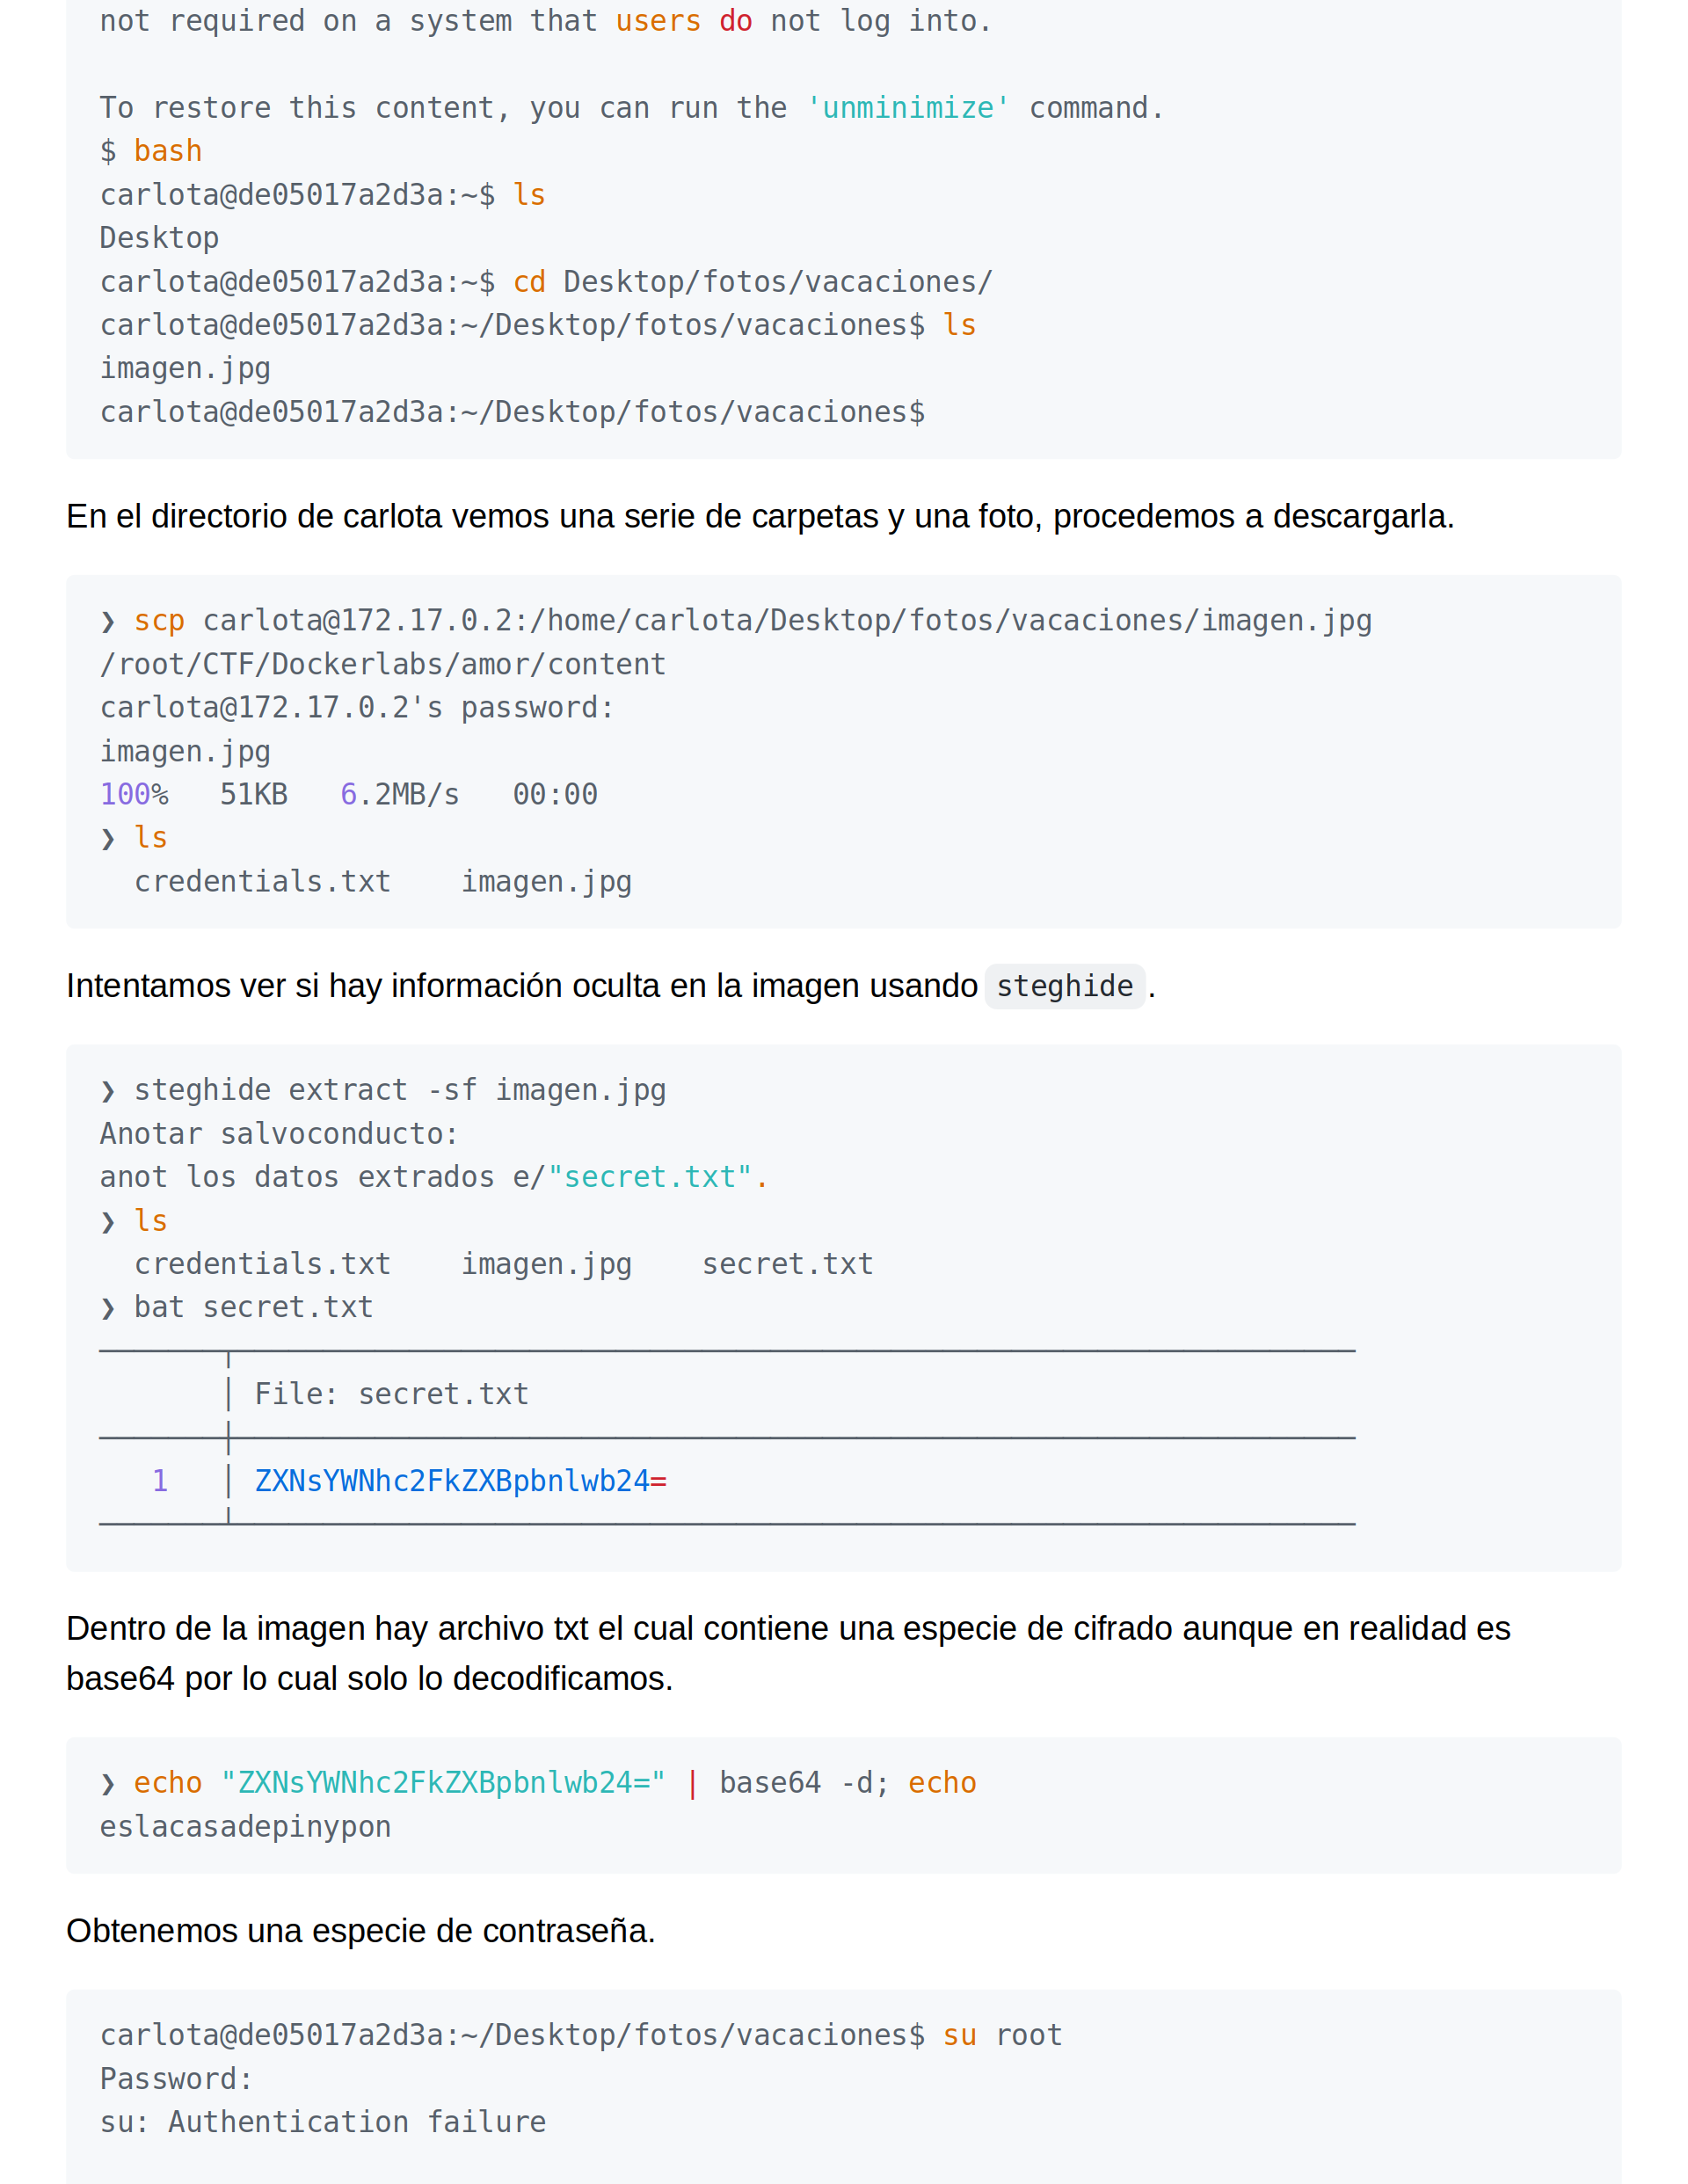 not required on a system that users do not log into.
To restore this content, you can run the 'unminimize' command.
$ bash
carlota@de05017a2d3a:~$ ls
Desktop
carlota@de05017a2d3a:~$ cd Desktop/fotos/vacaciones/
carlota@de05017a2d3a:~/Desktop/fotos/vacaciones$ ls
imagen.jpg
carlota@de05017a2d3a:~/Desktop/fotos/vacaciones$
En el directorio de carlota vemos una serie de carpetas y una foto, procedemos a descargarla.
❯ scp carlota@172.17.0.2:/home/carlota/Desktop/fotos/vacaciones/imagen.jpg
/root/CTF/Dockerlabs/amor/content
carlota@172.17.0.2's password:
imagen.jpg
100%   51KB   6.2MB/s   00:00
❯ ls
  credentials.txt    imagen.jpg
Intentamos ver si hay información oculta en la imagen usando steghide.
❯ steghide extract -sf imagen.jpg
Anotar salvoconducto:
anot los datos extrados e/"secret.txt".
❯ ls
  credentials.txt    imagen.jpg    secret.txt
❯ bat secret.txt
───────┬─────────────────────────────────────────────────────────────────
       │ File: secret.txt
───────┼─────────────────────────────────────────────────────────────────
   1   │ ZXNsYWNhc2FkZXBpbnlwb24=
───────┴─────────────────────────────────────────────────────────────────
Dentro de la imagen hay archivo txt el cual contiene una especie de cifrado aunque en realidad es
base64 por lo cual solo lo decodificamos.
❯ echo "ZXNsYWNhc2FkZXBpbnlwb24=" | base64 -d; echo
eslacasadepinypon
Obtenemos una especie de contraseña.
carlota@de05017a2d3a:~/Desktop/fotos/vacaciones$ su root
Password:
su: Authentication failure